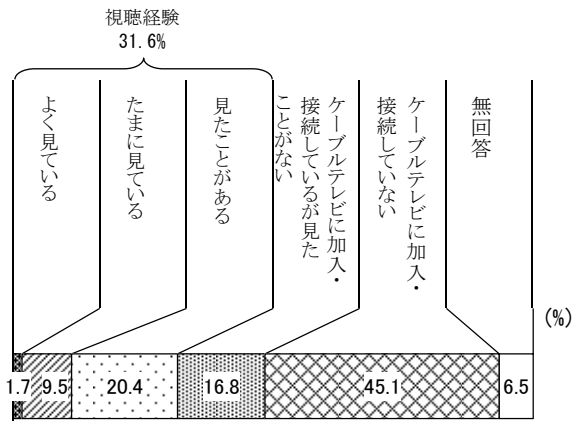 視聴経験
31.6%
よく見ている
たまに見ている
見たことがある
ケーブルテレビに加入・
接続しているが見た
ことがない
ケーブルテレビに加入・
接続していない
無回答
(%)
1.7
9.5
20.4
16.8
45.1
6.5